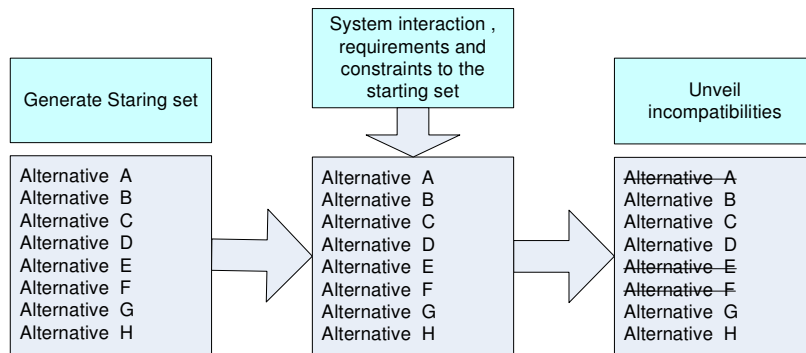 Generate Staring set
Alternative A
Alternative B
Alternative C
Alternative D
Alternative E
Alternative F
Alternative G
Alternative H
System interaction ,
requirements and
constraints to the
starting set
Alternative A
Alternative B
Alternative C
Alternative D
Alternative E
Alternative F
Alternative G
Alternative H
Unveil
incompatibilities
Alternative A
Alternative B
Alternative C
Alternative D
Alternative E
Alternative F
Alternative G
Alternative H